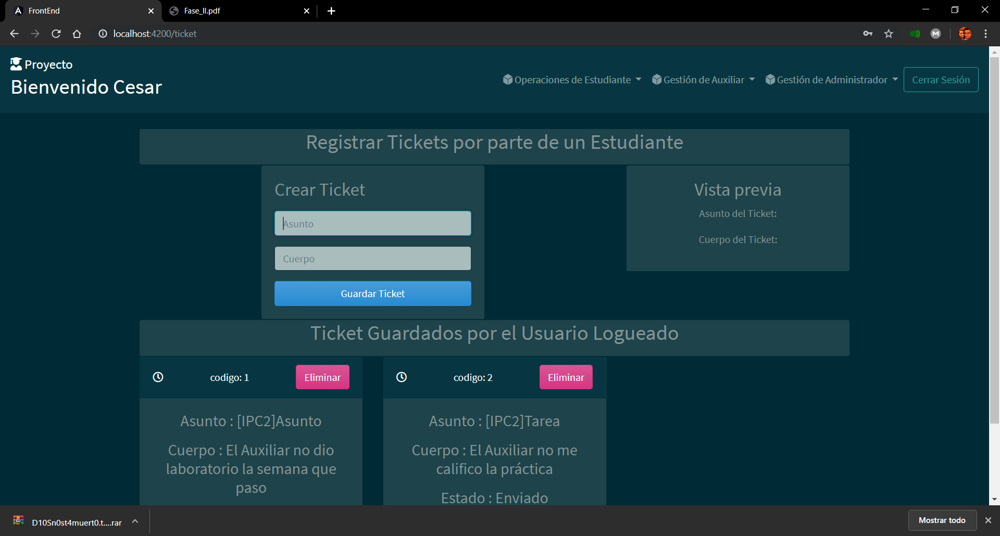 FrontEnd
Fase_II.pdf
localhost:4200/ticket
M
Proyecto
Bienvenido Cesar
Operaciones de Estudiante
Gestión de Auxiliar
Gestión de Administrador
Cerrar Sesión
Registrar Tickets por parte de un Estudiante
Crear Ticket
Asunto
Cuerpo
Guardar Ticket
Vista previa
Asunto del Ticket:
Cuerpo del Ticket:
Ticket Guardados por el Usuario Logueado
codigo: 1
Eliminar
Asunto : [IPC2]Asunto
Cuerpo : El Auxiliar no dio
laboratorio la semana que
paso
codigo: 2
Eliminar
Asunto : [IPC2]Tarea
Cuerpo : El Auxiliar no me
califico la práctica
Estado : Enviado
D10Sn0st4muert0.t....rar
Mostrar todo